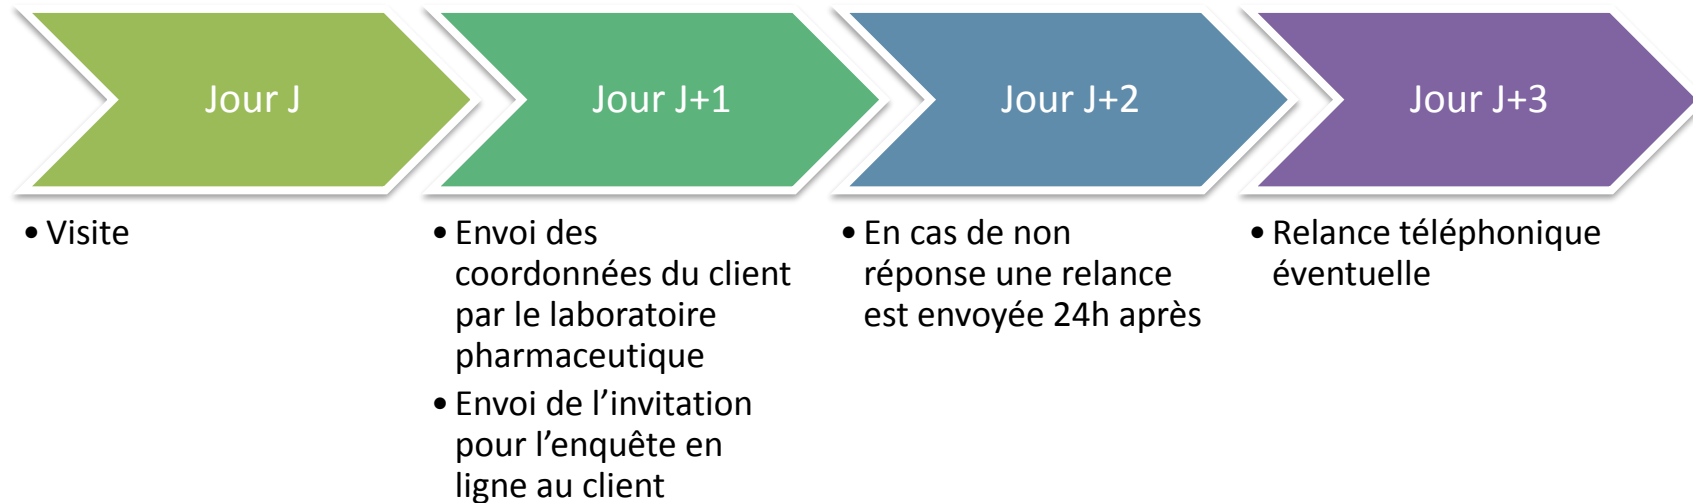 Jour J
Jour J+1
Jour J+2
Jour J+3
• Visite
• Envoi des
coordonnées du client
par le laboratoire
pharmaceutique
• Envoi de l’invitation
pour l’enquête en
ligne au client
• En cas de non
réponse une relance
est envoyée 24h après
• Relance téléphonique
éventuelle